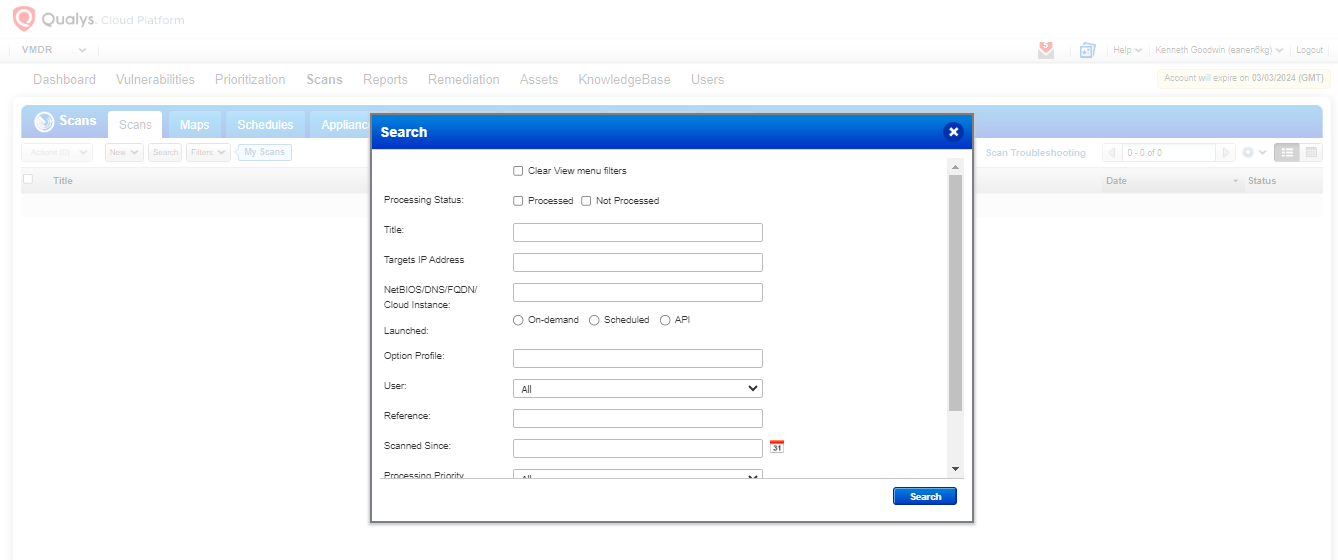 Qualys. Cloud Platform
VMDR
5
Help
Kenneth Goodwin (eanen6kg)
Logout
Dashboard Vulnerabilities Prioritization Scans Reports Remediation Assets KnowledgeBase Users
Account will expire on 03/03/2024 (GMT)
Scans
Scans Maps Schedules Applianc
Actions (0) New Search Filters My Scans
Scan Troubleshooting
0 - 0 of 0
Title
Date Status
Search
Clear View menu filters
Processing Status: Processed Not Processed
Title:
Targets IP Address
NetBIOS/DNS/FQDN/
Cloud Instance:
Launched: On-demand Scheduled API
Option Profile:
User: All
Reference:
Scanned Since: 31
Processing Priority All
Search